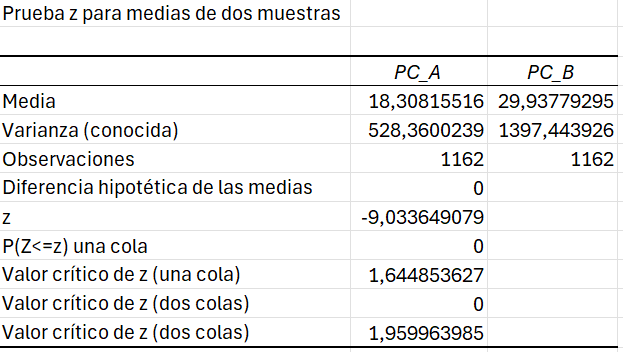 Prueba z para medias de dos muestras
PC_A PC_B
Media 18,30815516 29,93779295
Varianza (conocida) 528,3600239 1397,443926
Observaciones 1162 1162
Diferencia hipotética de las medias 0
z -9,033649079
P(Z<=z) una cola 0
Valor crítico de z (una cola) 1,644853627
Valor crítico de z (dos colas) 0
Valor crítico de z (dos colas) 1,959963985